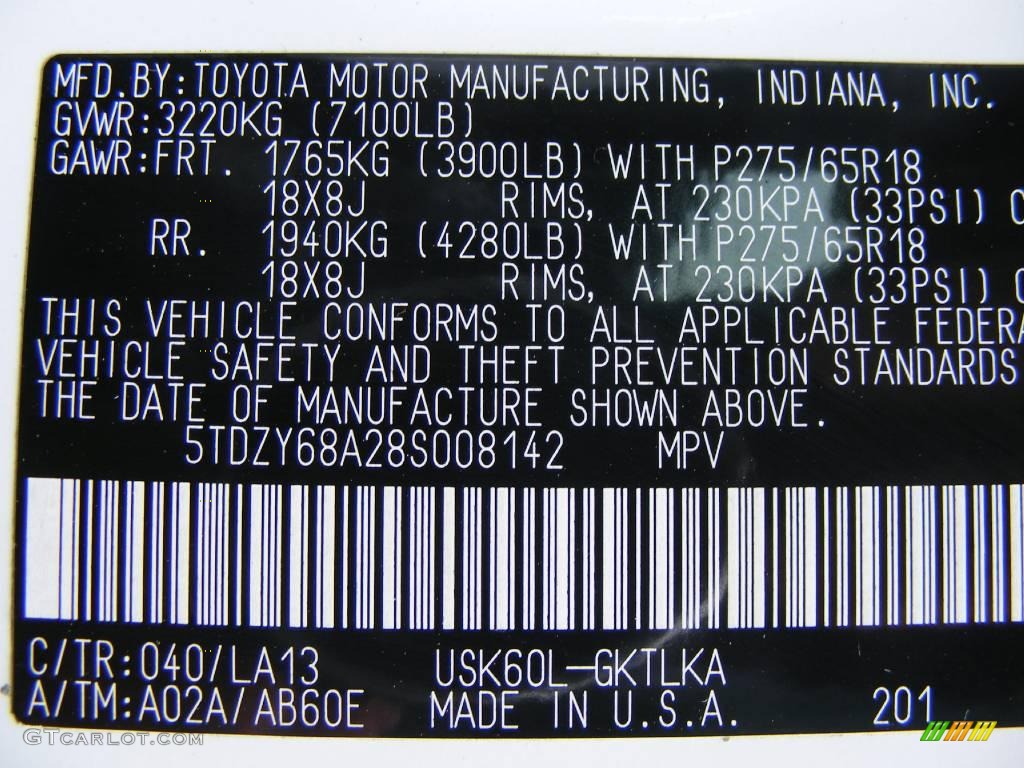 MFD.BY:TOYOTA MOTOR MANUFACTURING, INDIANA, INC.
GVWR:3220KG (7100LB)
GAWR:FRT. 1765KG (3900LB) WITH P275/65R18
18X8J RIMS, AT 230KPA (33PSI) C
RR. 1940KG (4280LB) WITH P275/65R18
18X8J RIMS, AT 230KPA (33PSI) C
THIS VEHICLE CONFORMS TO ALL APPLICABLE FEDERA
VEHICLE SAFETY AND THEFT PREVENTION STANDARDS
THE DATE OF MANUFACTURE SHOWN ABOVE.
5TDZY68A28S008142 MPV
C/TR:040/LA13 USK60L-GKTLKA
A/TM:A02A/AB60E MADE IN U.S.A. 201
GTcarlot.com